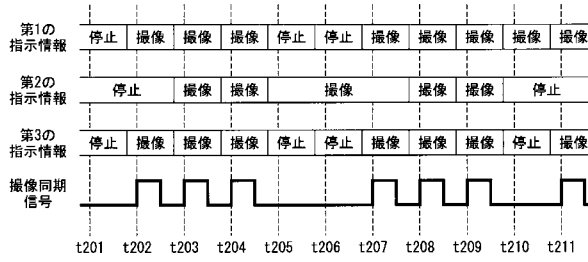 第1の
指示情報
停止 撮像 撮像 撮像 停止 停止 撮像 撮像 撮像 撮像 撮像
第2の
指示情報
停止 撮像 撮像 撮像 撮像 撮像 停止
第3の
指示情報
停止 撮像 撮像 撮像 停止 停止 撮像 撮像 撮像 停止 撮像
撮像同期
信号
t201 t202 t203 t204 t205 t206 t207 t208 t209 t210 t211